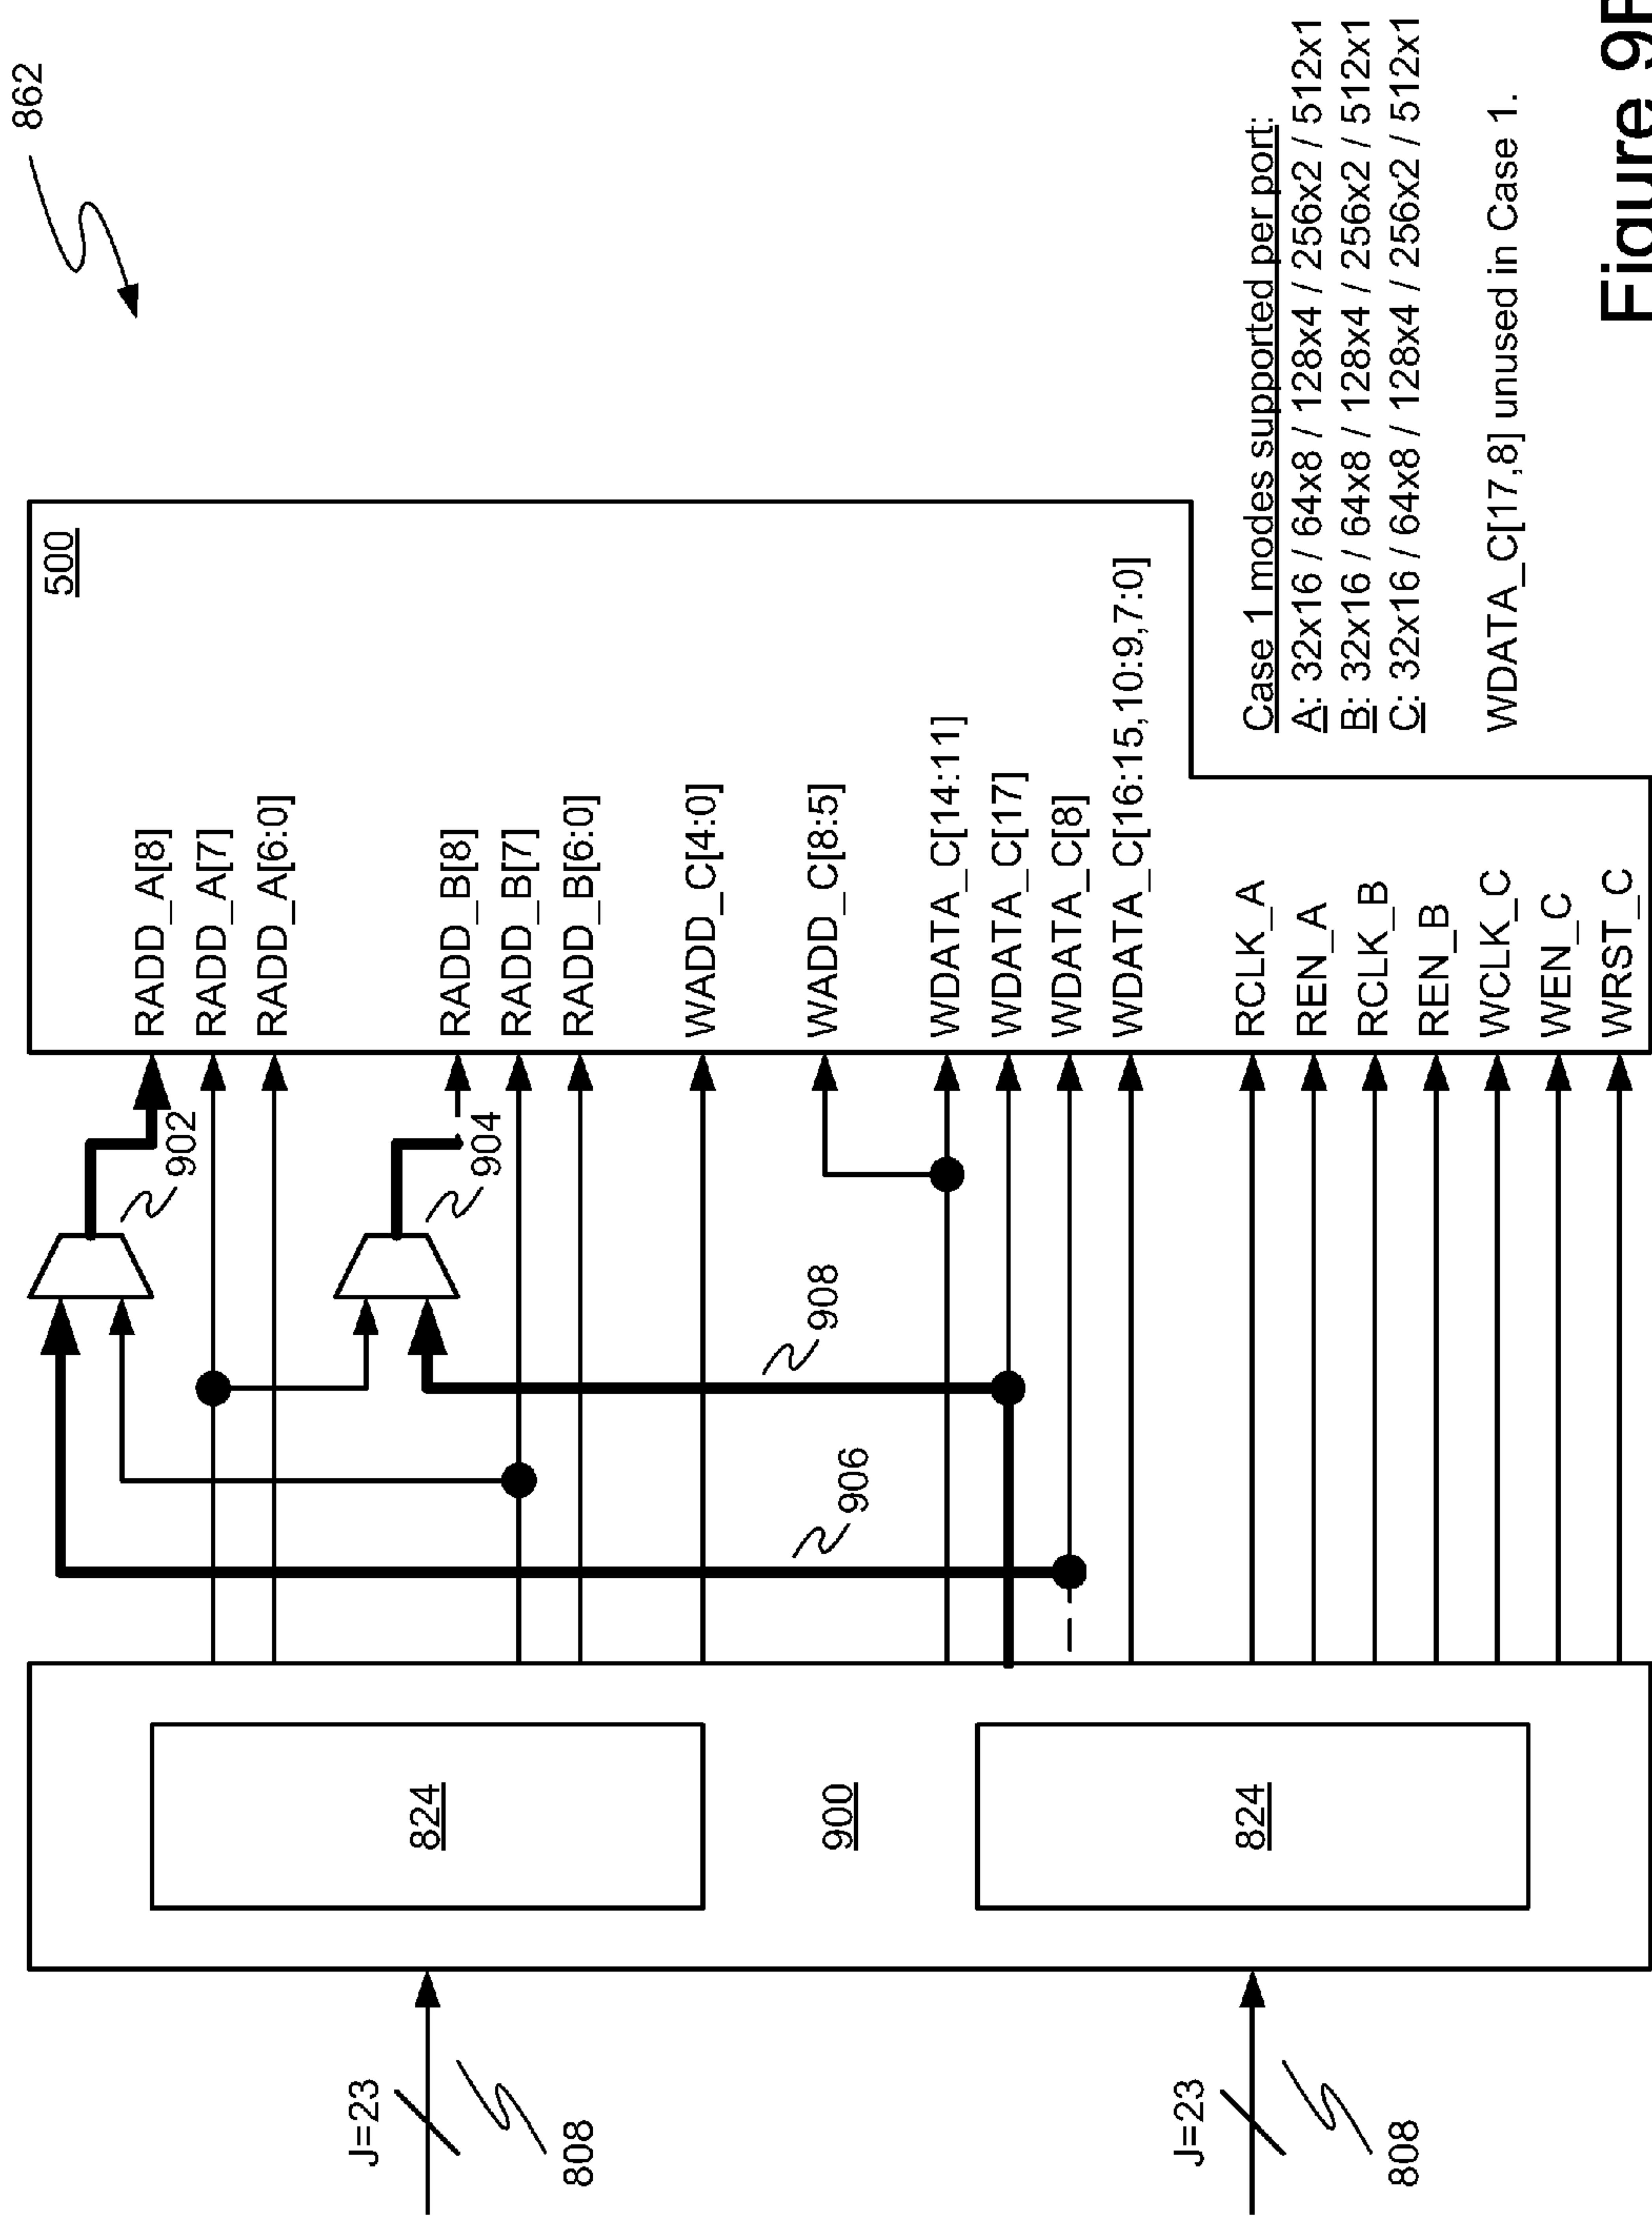 862
500
RADD_A[8]
RADD_A[7]
RADD_A[6:0]
RADD_B[8]
RADD_B[7]
RADD_B[6:0]
WADD_C[4:0]
WADD_C[8:5]
WDATA_C[14:11]
WDATA_C[17]
WDATA_C[8]
WDATA_C[16:15,10:9,7:0]
RCLK_A
REN_A
RCLK_B
REN_B
WCLK_C
WEN_C
WRST_C
902
904
908
906
824
900
824
J=23
808
J=23
808
Case 1 modes supported per port:
A: 32x16 / 64x8 / 128x4 / 256x2 / 512x1
B: 32x16 / 64x8 / 128x4 / 256x2 / 512x1
C: 32x16 / 64x8 / 128x4 / 256x2 / 512x1
WDATA_C[17,8] unused in Case 1.
Figure